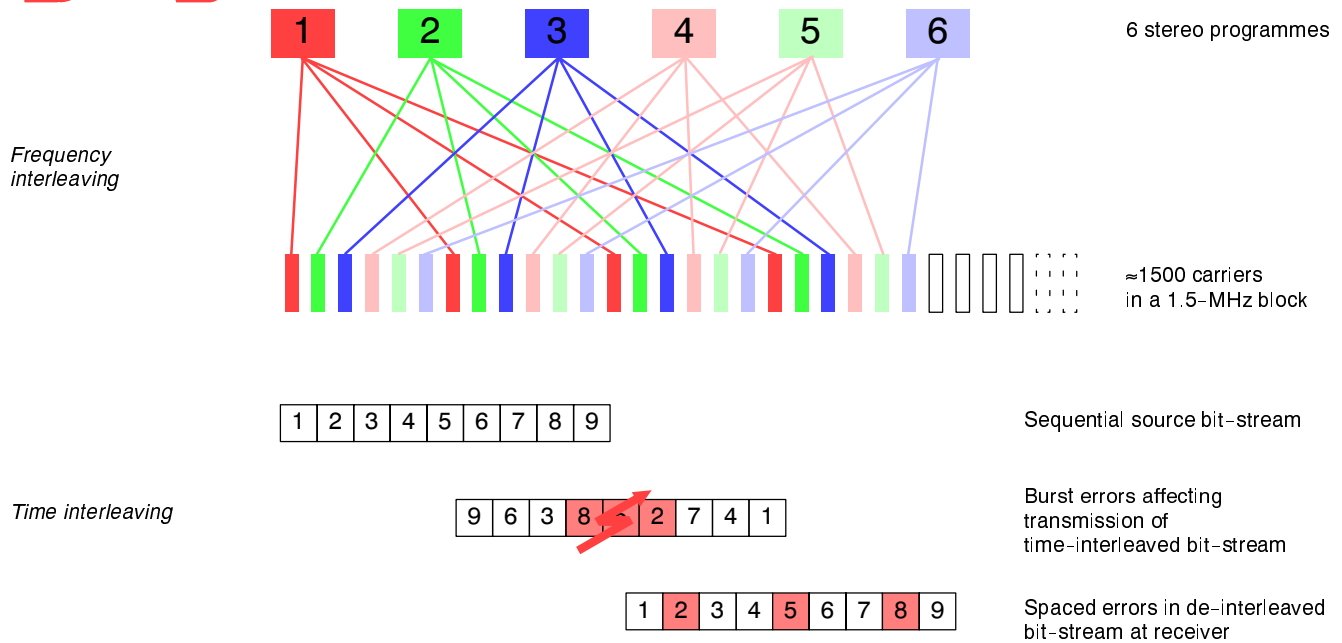 1 2 3 4 5 6
6 stereo programmes
Frequency
interleaving
≈1500 carriers
in a 1.5–MHz block
1 2 3 4 5 6 7 8 9
Sequential source bit–stream
Time interleaving
9 6 3 8 2 7 4 1
Burst errors affecting
transmission of
time–interleaved bit–stream
1 2 3 4 5 6 7 8 9
Spaced errors in de–interleaved
bit–stream at receiver